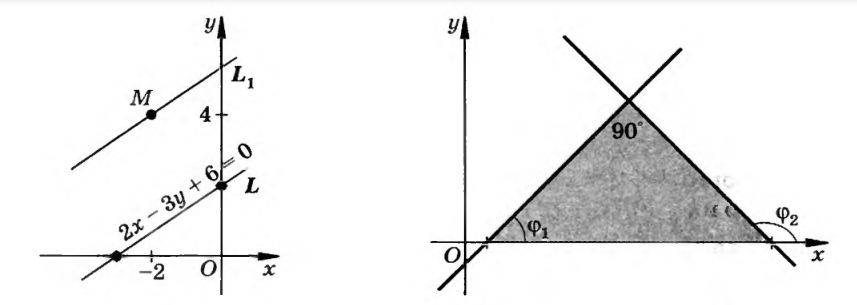 y
L₁
M
4
2x − 3y + 6 = 0
L
−2
O
x
y
90°
φ₁
φ₂
O
x